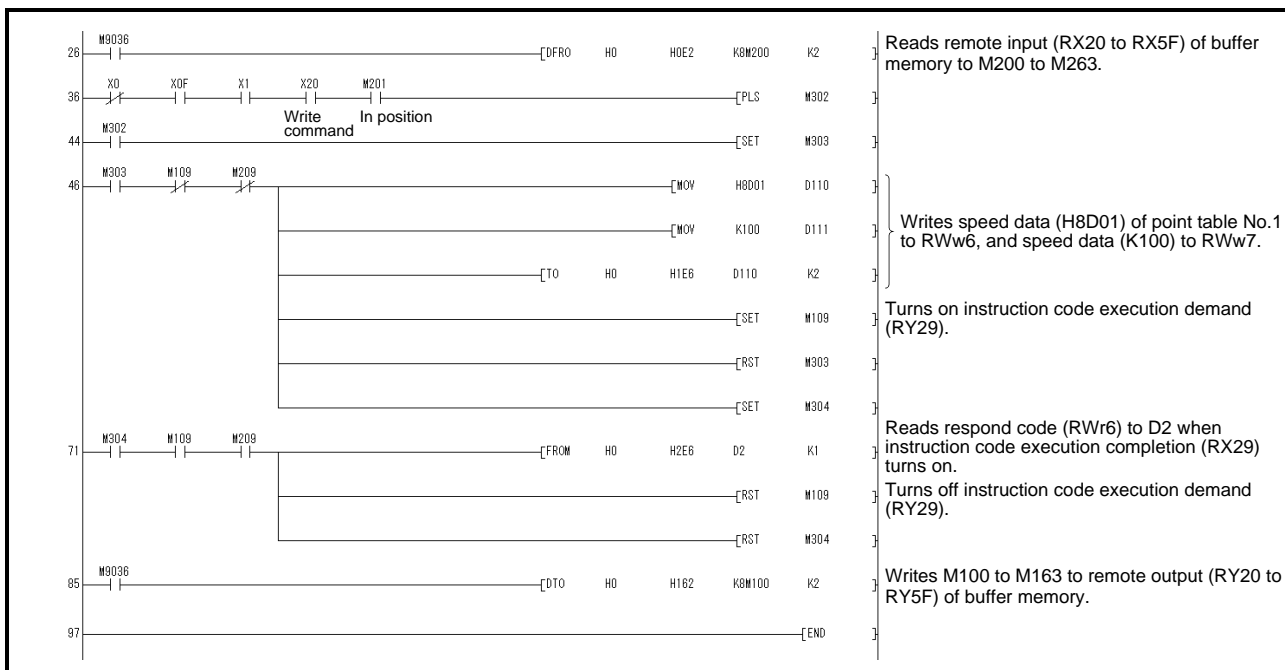 M9036
26 DFRO H0 H0E2 K8M200 K2
Reads remote input (RX20 to RX5F) of buffer
memory to M200 to M263.
X0 X0F X1 X20 M201
36 PLS M302
Write command
In position
M302
44 SET M303
M303 M109 M209
46 MOV H8D01 D110
MOV K100 D111
Writes speed data (H8D01) of point table No.1
to RWw6, and speed data (K100) to RWw7.
TO H0 H1E6 D110 K2
SET M109
Turns on instruction code execution demand
(RY29).
RST M303
SET M304
M304 M109 M209
71 FROM H0 H2E6 D2 K1
Reads respond code (RWr6) to D2 when
instruction code execution completion (RX29)
turns on.
RST M109
Turns off instruction code execution demand
(RY29).
RST M304
M9036
85 DTO H0 H162 K8M100 K2
Writes M100 to M163 to remote output (RY20 to
RY5F) of buffer memory.
97 END